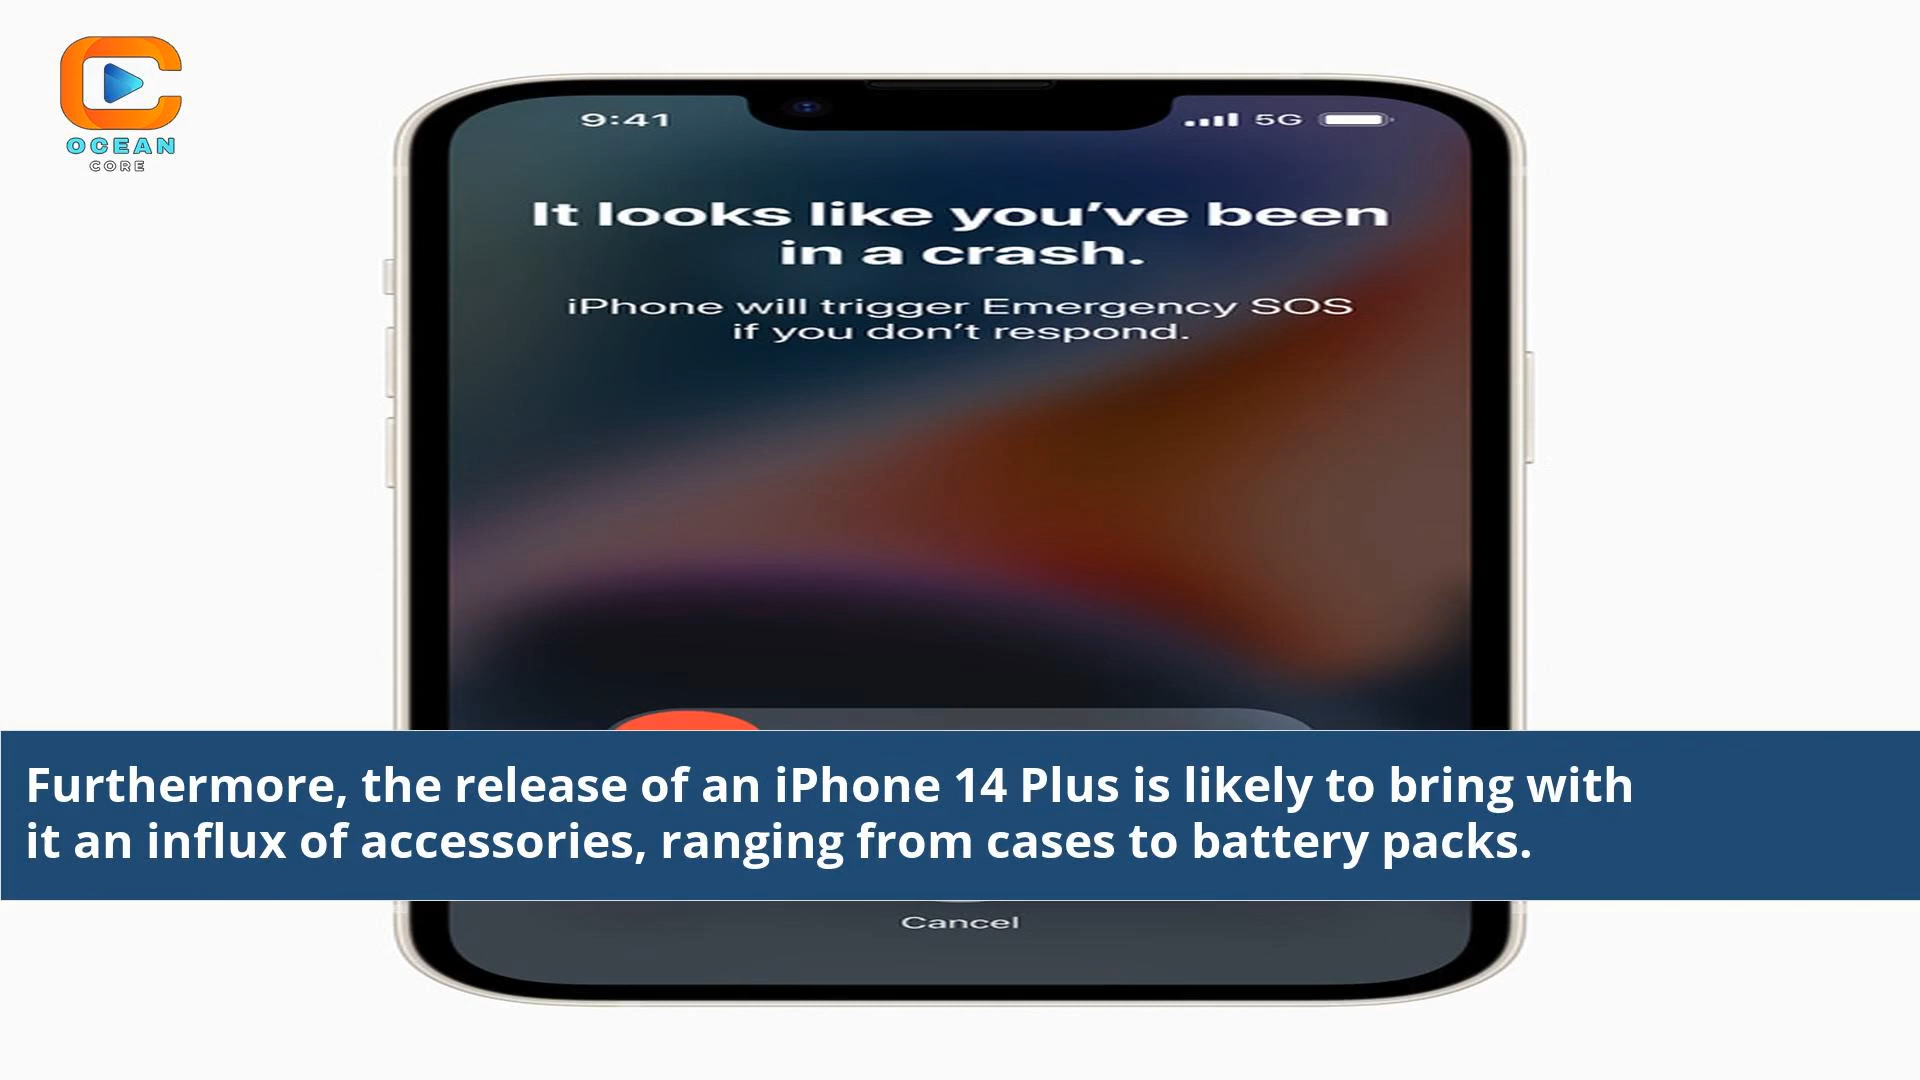 OCEAN
CORE
9:41
5G
It looks like you’ve been
in a crash.
iPhone will trigger Emergency SOS
if you don’t respond.
Furthermore, the release of an iPhone 14 Plus is likely to bring with
it an influx of accessories, ranging from cases to battery packs.
Cancel